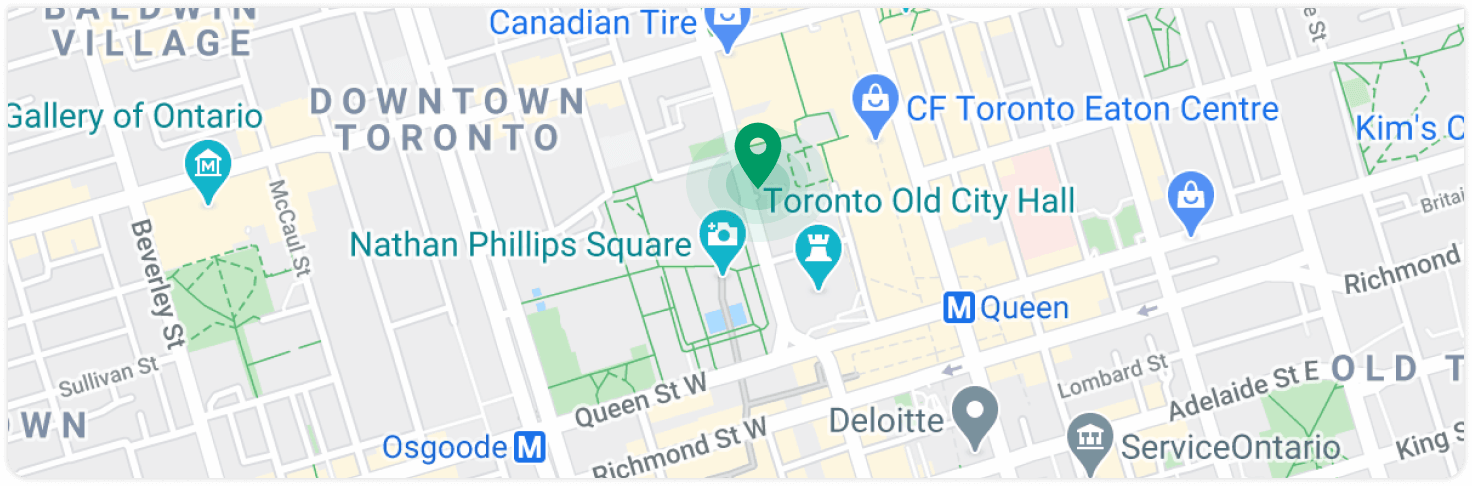 BALDWIN
VILLAGE
Canadian Tire
e St
DOWNTOWN
TORONTO
Gallery of Ontario
CF Toronto Eaton Centre
Kim's C
M
McCaul St
Toronto Old City Hall
Britai
Beverley St
Nathan Phillips Square
Richmond
M Queen
Sullivan St
Queen St W
Lombard St
Adelaide St E
OLD T
OWN
Deloitte
Osgoode M
Richmond St W
ServiceOntario
King S